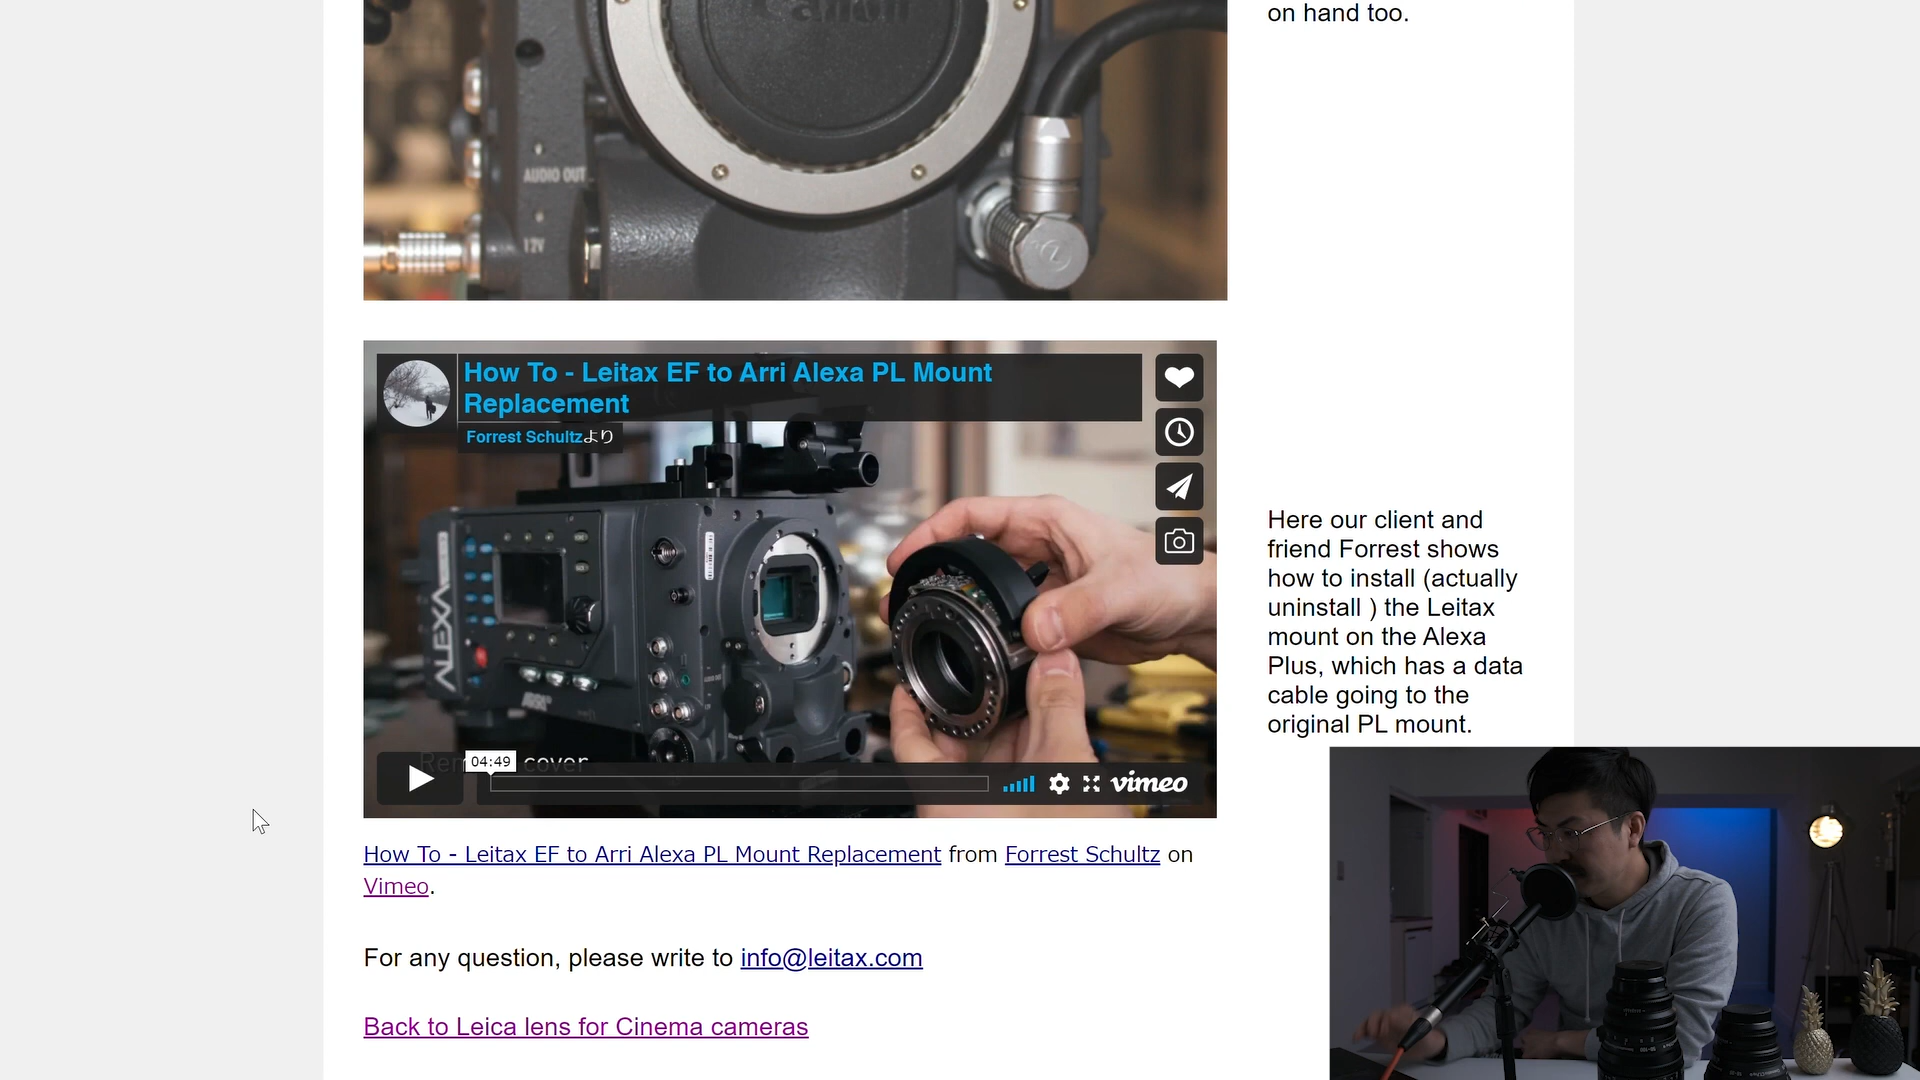 on hand too.
Canon
AUDIO OUT
12V
How To - Leitax EF to Arri Alexa PL Mount
Replacement
Forrest Schultzより
ALEXA
ARRI
04:49
cover
vimeo
Here our client and
friend Forrest shows
how to install (actually
uninstall ) the Leitax
mount on the Alexa
Plus, which has a data
cable going to the
original PL mount.
How To - Leitax EF to Arri Alexa PL Mount Replacement from Forrest Schultz on
Vimeo.
For any question, please write to info@leitax.com
Back to Leica lens for Cinema cameras